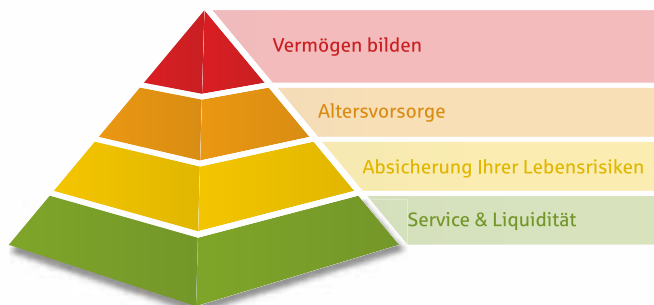 Vermögen bilden
Altersvorsorge
Absicherung Ihrer Lebensrisiken
Service & Liquidität